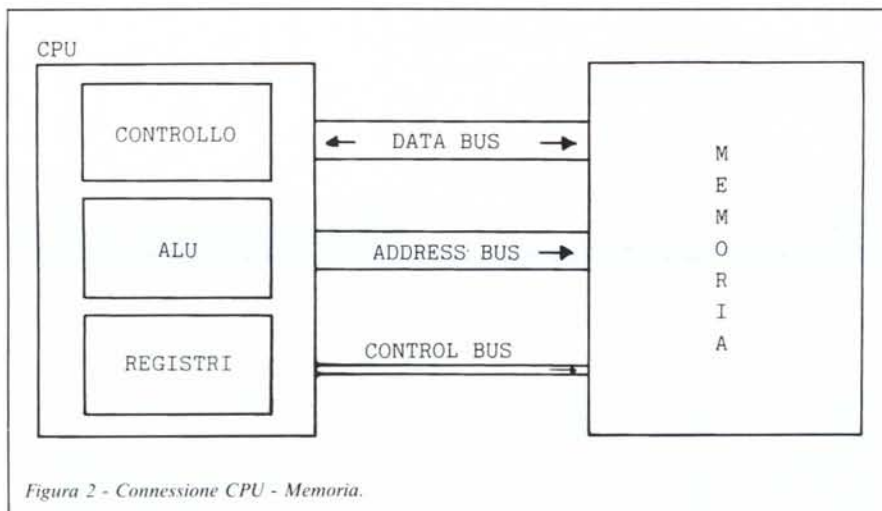 CPU
CONTROLLO
ALU
REGISTRI
DATA BUS
ADDRESS BUS
CONTROL BUS
M
E
M
O
R
I
A
Figura 2 - Connessione CPU - Memoria.